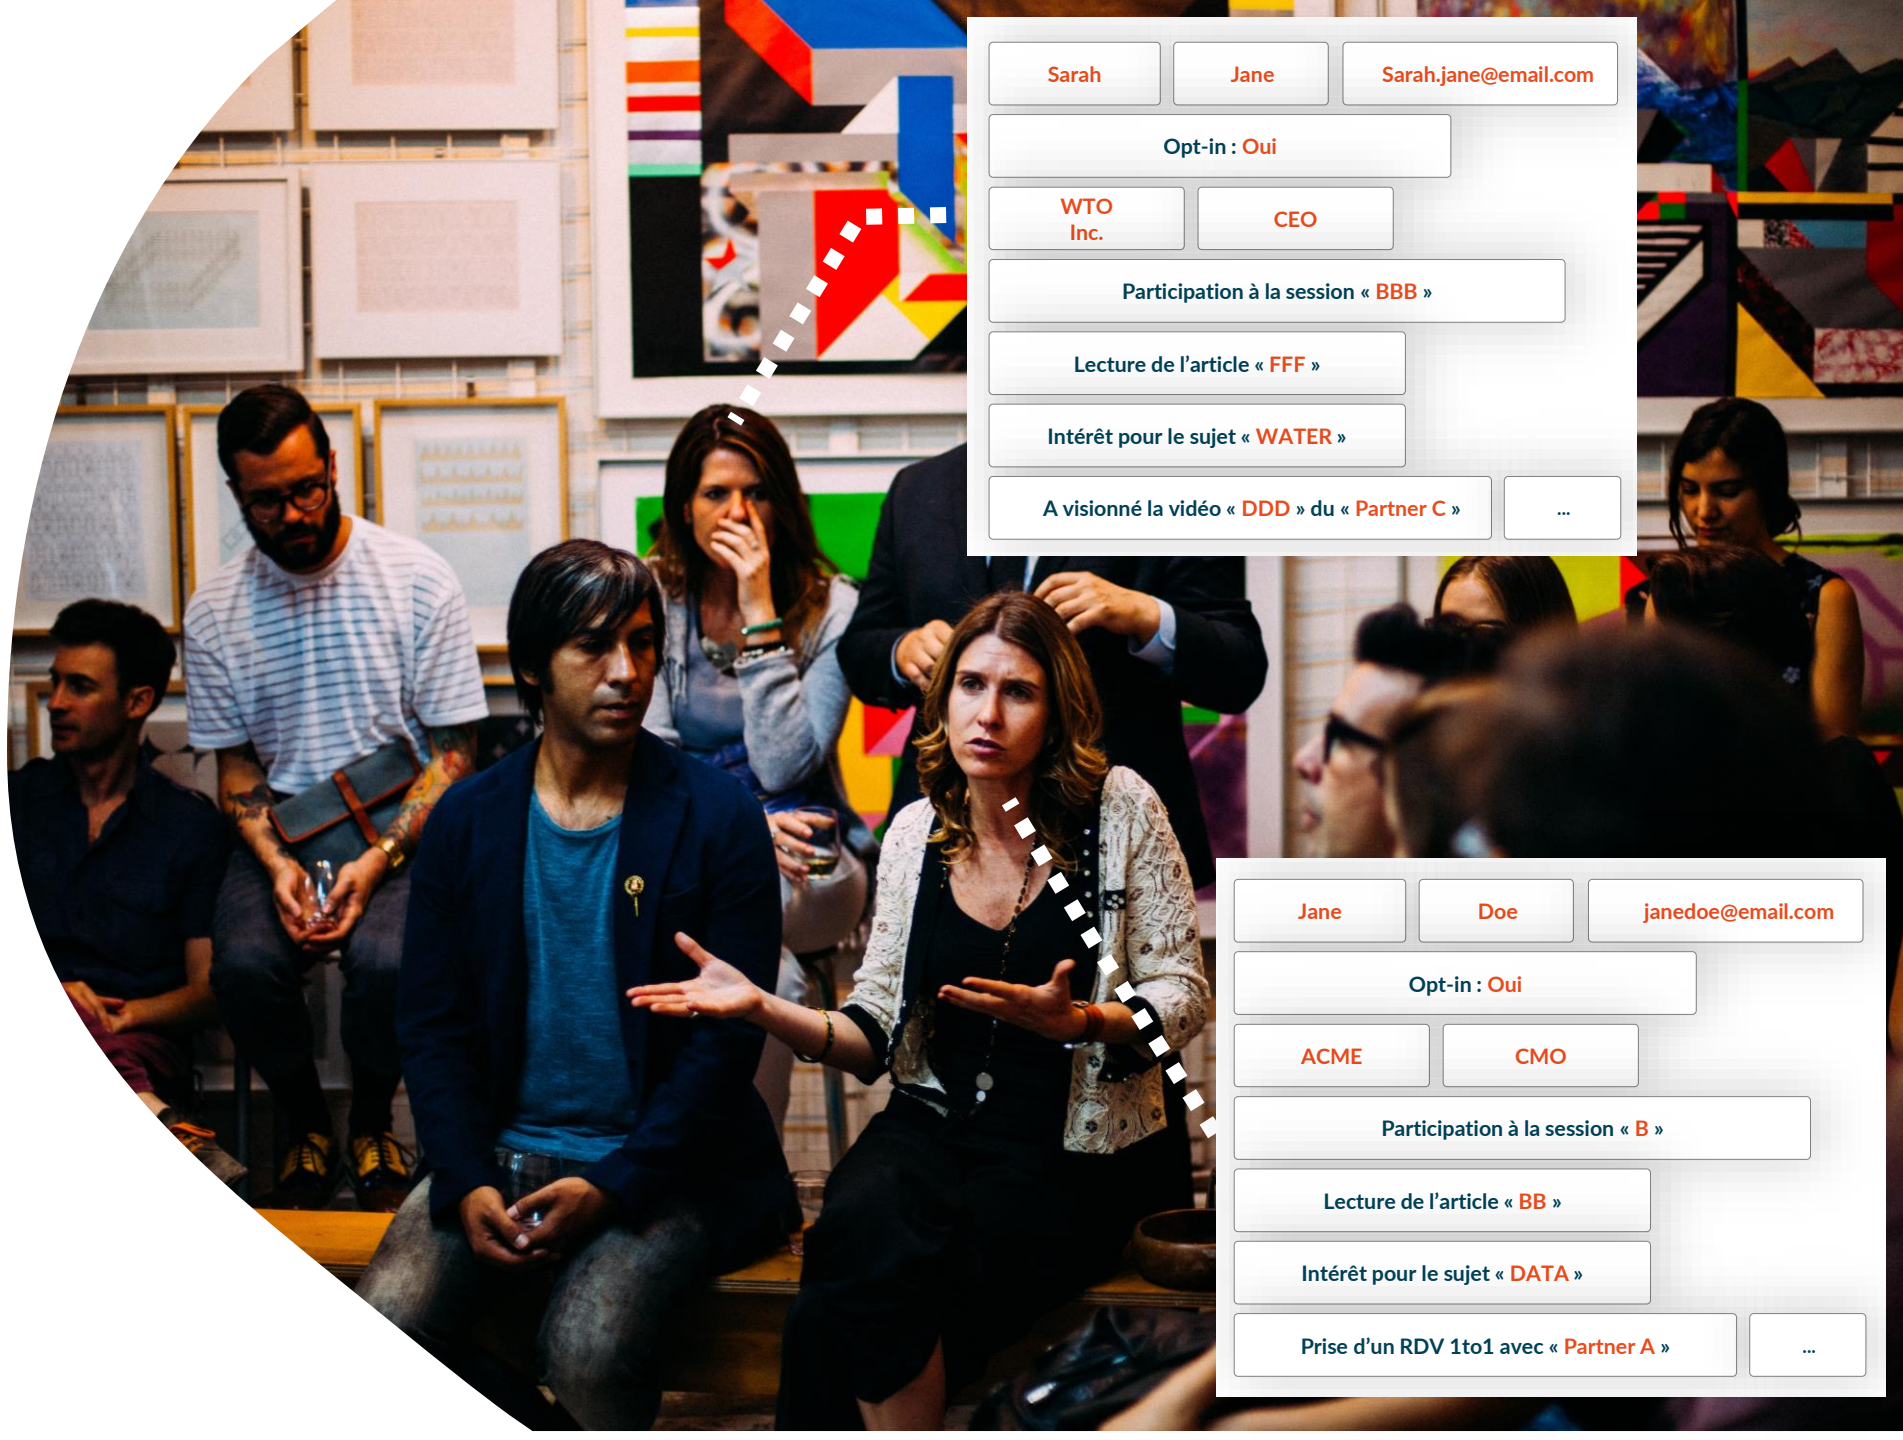 Sarah Jane Sarah.jane@email.com
Opt-in : Oui
WTO
Inc.
CEO
Participation à la session « BBB »
Lecture de l’article « FFF »
Intérêt pour le sujet « WATER »
A visionné la vidéo « DDD » du « Partner C » ...
Jane Doe janedoe@email.com
Opt-in : Oui
ACME CMO
Participation à la session « B »
Lecture de l’article « BB »
Intérêt pour le sujet « DATA »
Prise d’un RDV 1to1 avec « Partner A » ...